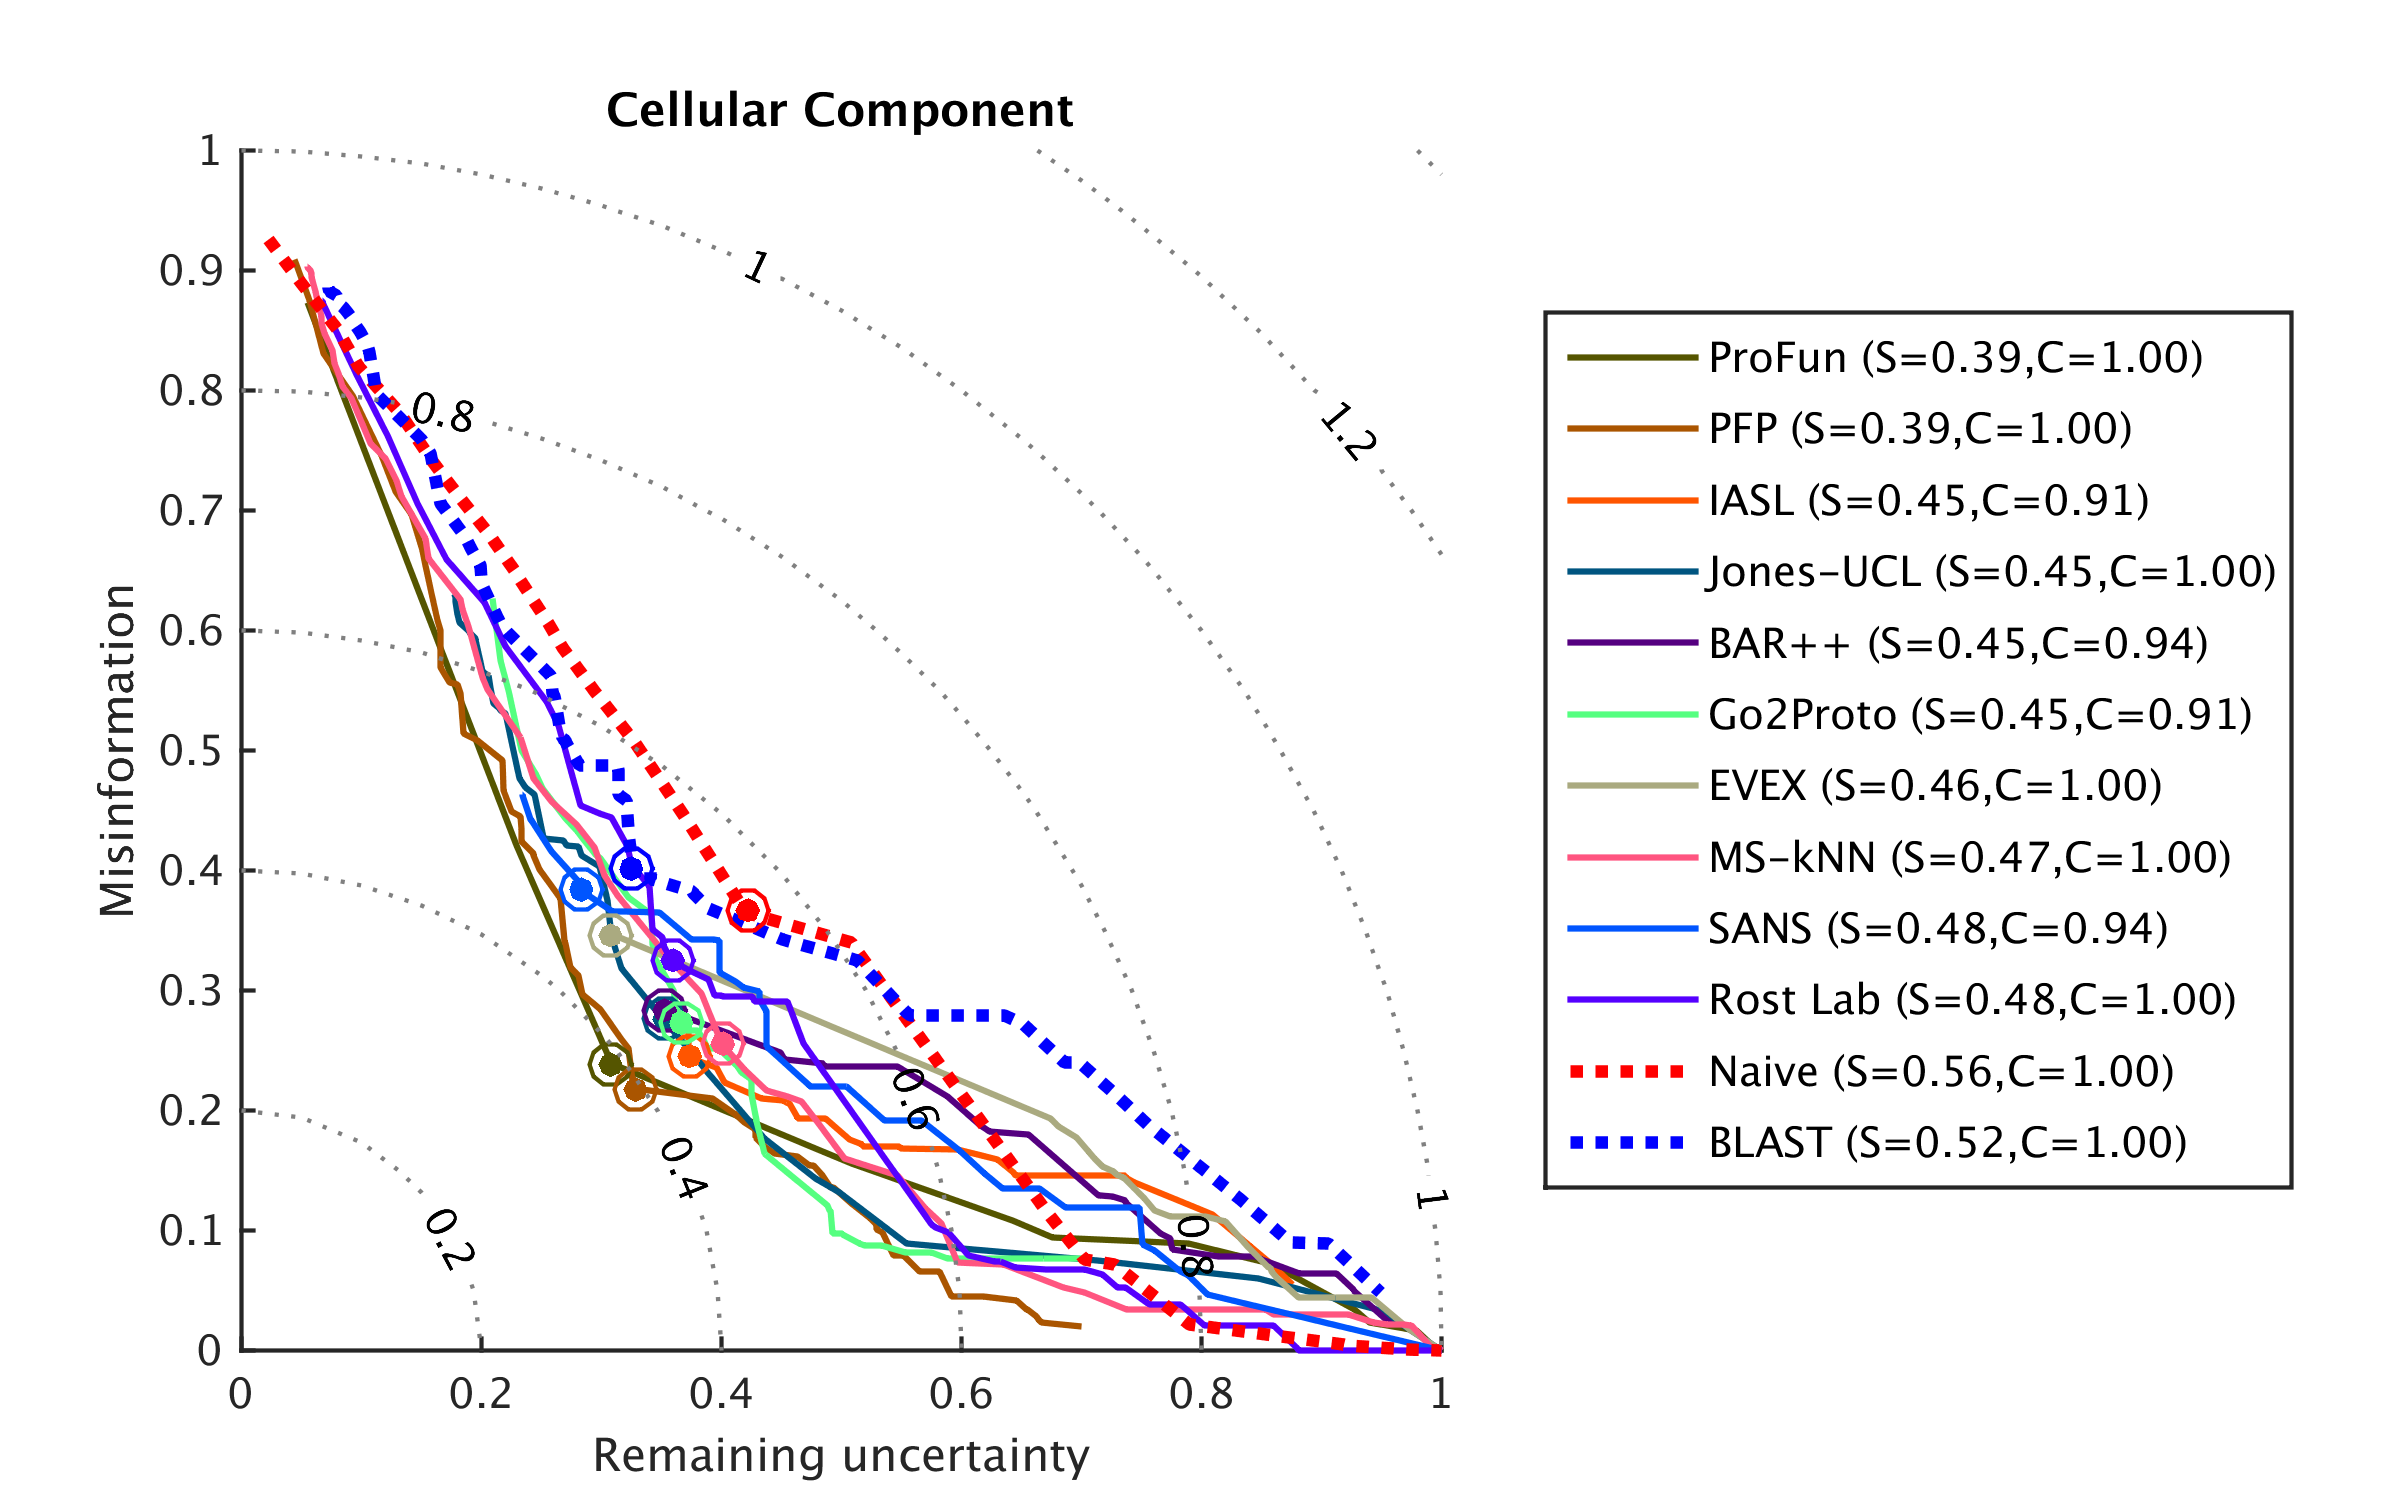 Cellular Component
1
0.9
0.8
0.7
0.6
0.5
0.4
0.3
0.2
0.1
0
Misinformation
0
0.2
0.4
0.6
0.8
1
Remaining uncertainty
1
0.8
1.2
0.6
0.4
0.2
0.8
1
ProFun (S=0.39,C=1.00)
PFP (S=0.39,C=1.00)
IASL (S=0.45,C=0.91)
Jones-UCL (S=0.45,C=1.00)
BAR++ (S=0.45,C=0.94)
Go2Proto (S=0.45,C=0.91)
EVEX (S=0.46,C=1.00)
MS-kNN (S=0.47,C=1.00)
SANS (S=0.48,C=0.94)
Rost Lab (S=0.48,C=1.00)
Naive (S=0.56,C=1.00)
BLAST (S=0.52,C=1.00)